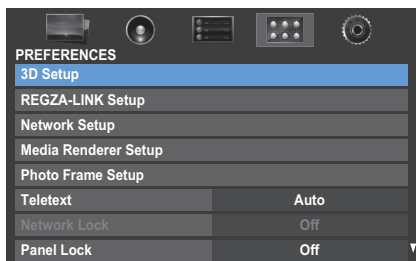 PREFERENCES
3D Setup
REGZA-LINK Setup
Network Setup
Media Renderer Setup
Photo Frame Setup
Teletext Auto
Network Lock Off
Panel Lock Off